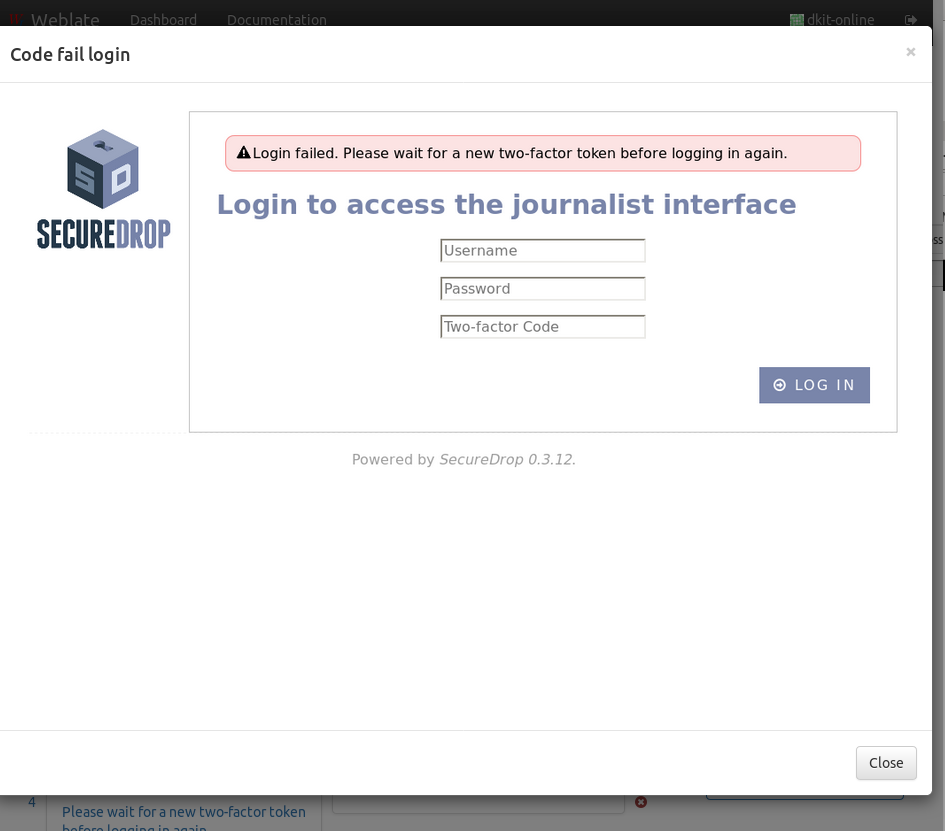 Weblate Dashboard Documentation dkit-online
Code fail login ×
SD
SECUREDROP
Login failed. Please wait for a new two-factor token before logging in again.
Login to access the journalist interface
Username
Password
Two-factor Code
LOG IN
Powered by SecureDrop 0.3.12.
ss
Close
4
Please wait for a new two-factor token
before logging in again